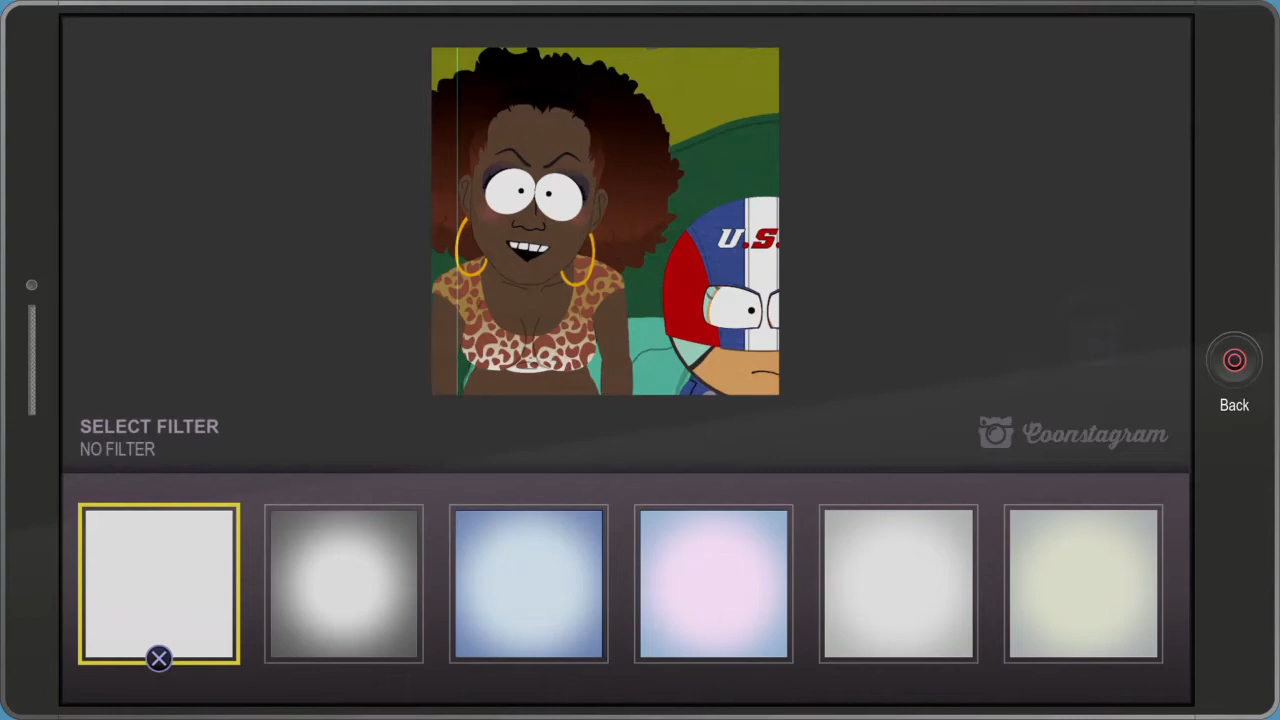 U.S.
Back
SELECT FILTER
NO FILTER
Coonstagram